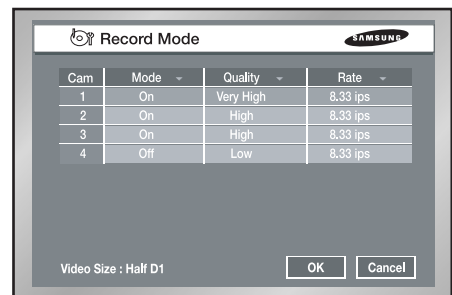 Record Mode
SAMSUNG
Cam Mode Quality Rate
1 On Very High 8.33 ips
2 On High 8.33 ips
3 On High 8.33 ips
4 Off Low 8.33 ips
Video Size : Half D1
OK Cancel